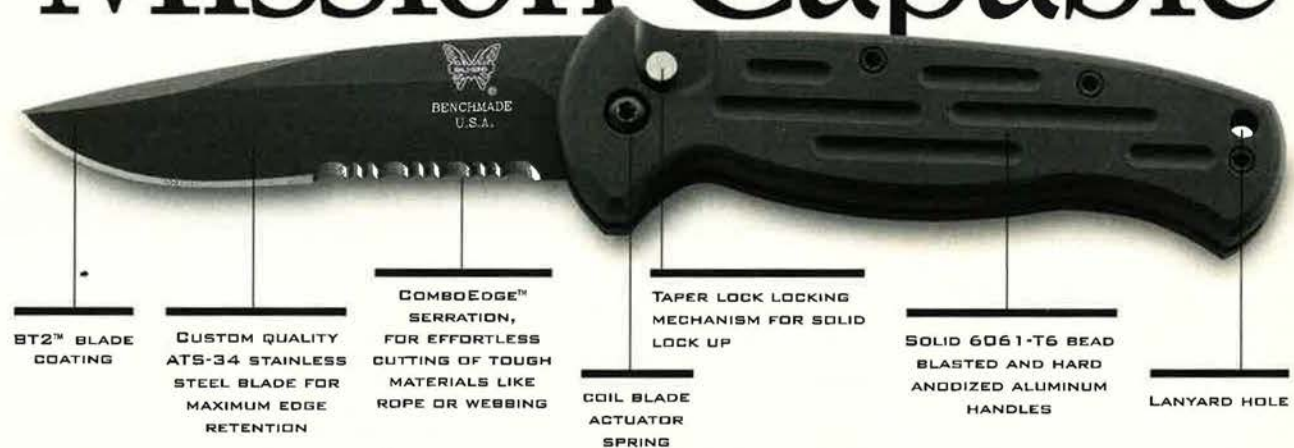 Mission Capable
BENCHMADE
U.S.A.
BT2™ BLADE
COATING
CUSTOM QUALITY
ATS-34 STAINLESS
STEEL BLADE FOR
MAXIMUM EDGE
RETENTION
COMBOEDGE™
SERRATION,
FOR EFFORTLESS
CUTTING OF TOUGH
MATERIALS LIKE
ROPE OR WEBBING
COIL BLADE
ACTUATOR
SPRING
TAPER LOCK LOCKING
MECHANISM FOR SOLID
LOCK UP
SOLID 6061-T6 BEAD
BLASTED AND HARD
ANODIZED ALUMINUM
HANDLES
LANYARD HOLE